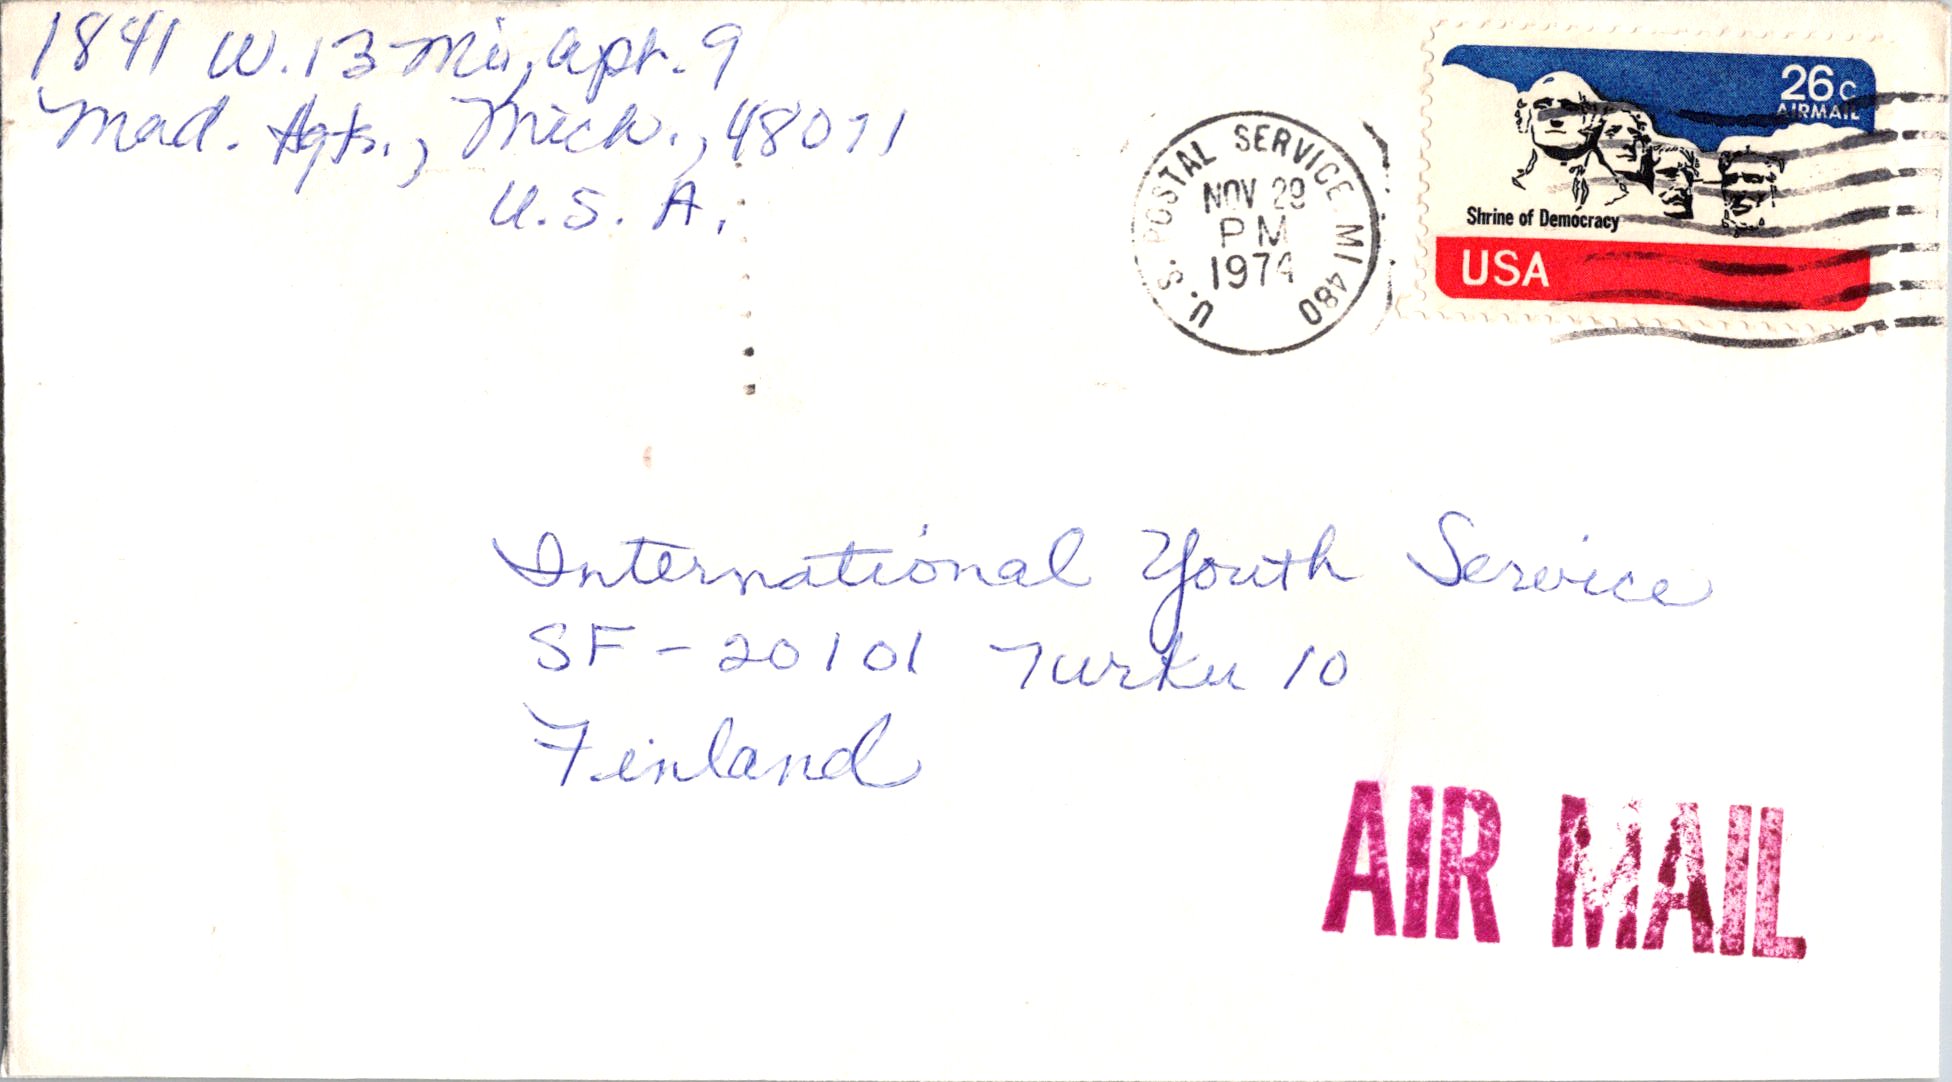 1841 W. 13 Mi, Apt. 9
Mad. Hgts., Mich., 48071
U. S. A.
26c
AIRMAIL
Shrine of Democracy
USA
U. S. POSTAL SERVICE MI 480
NOV 29
PM
1974
International Youth Service
SF - 20101 Turku 10
Finland
AIR MAIL